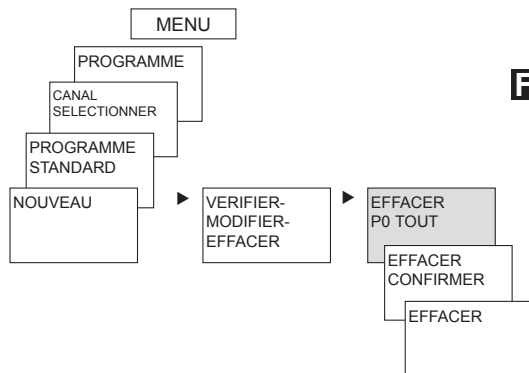 MENU
PROGRAMME
CANAL
SELECTIONNER
PROGRAMME
STANDARD
NOUVEAU
VERIFIER-
MODIFIER-
EFFACER
EFFACER
P0 TOUT
EFFACER
CONFIRMER
EFFACER
F